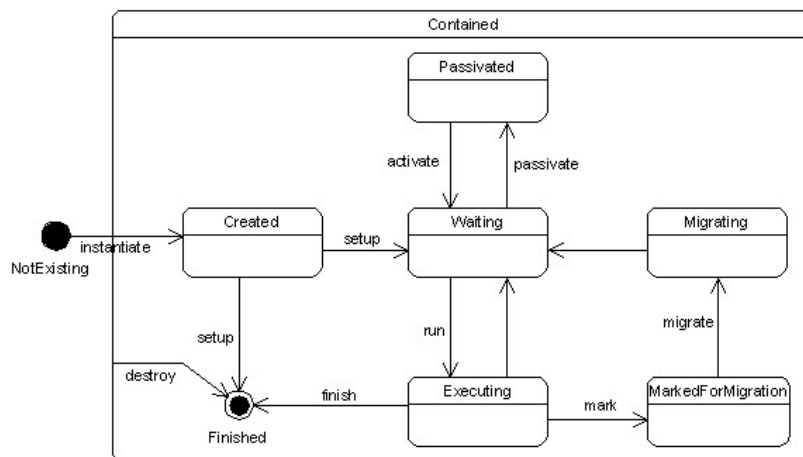 Contained
Passivated
activate
passivate
Created
Waiting
Migrating
instantiate
setup
NotExisting
setup
run
migrate
destroy
finish
Executing
MarkedForMigration
mark
Finished